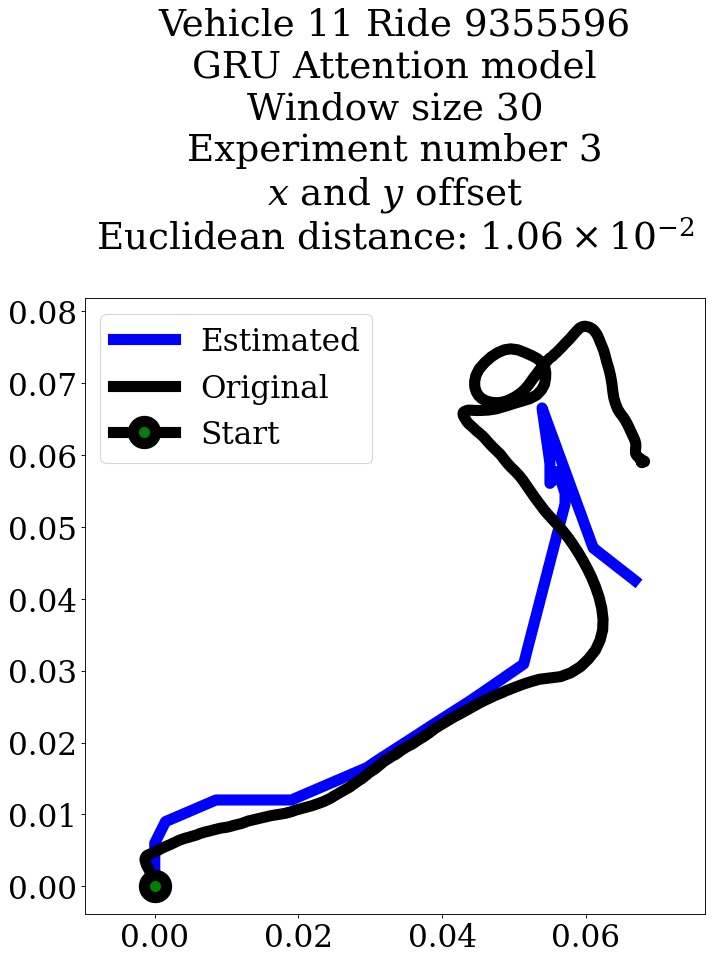 Vehicle 11 Ride 9355596
GRU Attention model
Window size 30
Experiment number 3
x and y offset
Euclidean distance: 1.06 × 10⁻²
Estimated
Original
Start
0.08
0.07
0.06
0.05
0.04
0.03
0.02
0.01
0.00
0.00 0.02 0.04 0.06